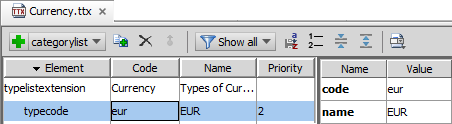 TTX Currency.ttx
categorylist Show all
Element Code Name Priority Name Value
typelistextension Currency Types of Cur... code eur
typecode eur EUR 2 name EUR